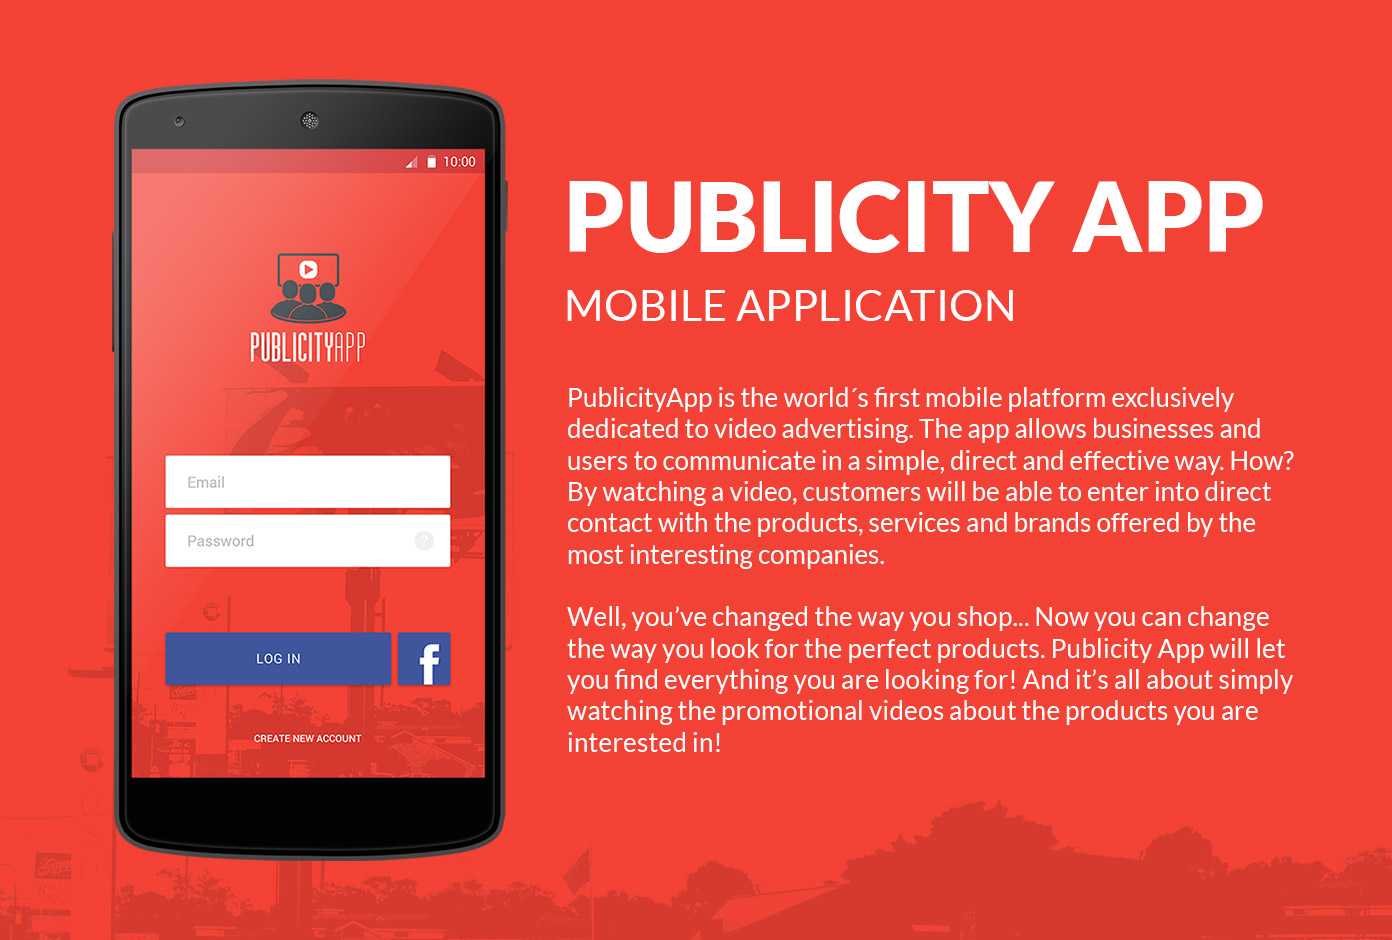 10:00
PUBLICITYAPP
Email
Password
?
LOG IN
f
CREATE NEW ACCOUNT
PUBLICITY APP
MOBILE APPLICATION
PublicityApp is the world´s first mobile platform exclusively
dedicated to video advertising. The app allows businesses and
users to communicate in a simple, direct and effective way. How?
By watching a video, customers will be able to enter into direct
contact with the products, services and brands offered by the
most interesting companies.
Well, you’ve changed the way you shop... Now you can change
the way you look for the perfect products. Publicity App will let
you find everything you are looking for! And it’s all about simply
watching the promotional videos about the products you are
interested in!